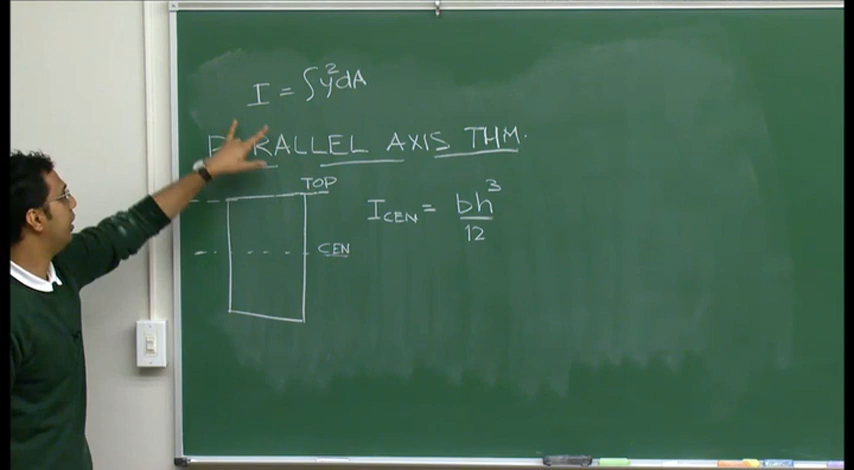 I = ∫y²dA
PARALLEL AXIS THM.
TOP
I_CEN = bh³/12
CEN